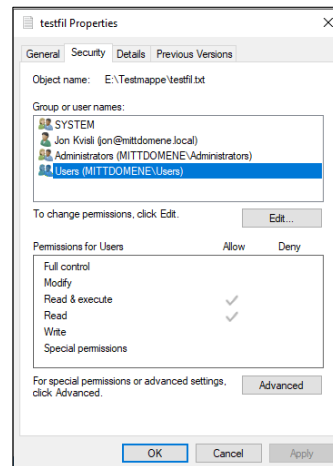 testfil Properties
General Security Details Previous Versions
Object name: E:\Testmappe\testfil.txt
Group or user names:
SYSTEM
Jon Kvisli (jon@mittdomene.local)
Administrators (MITTDOMENE\Administrators)
Users (MITTDOMENE\Users)
To change permissions, click Edit.
Edit...
Permissions for Users Allow Deny
Full control
Modify
Read & execute
Read
Write
Special permissions
For special permissions or advanced settings,
click Advanced.
Advanced
OK Cancel Apply